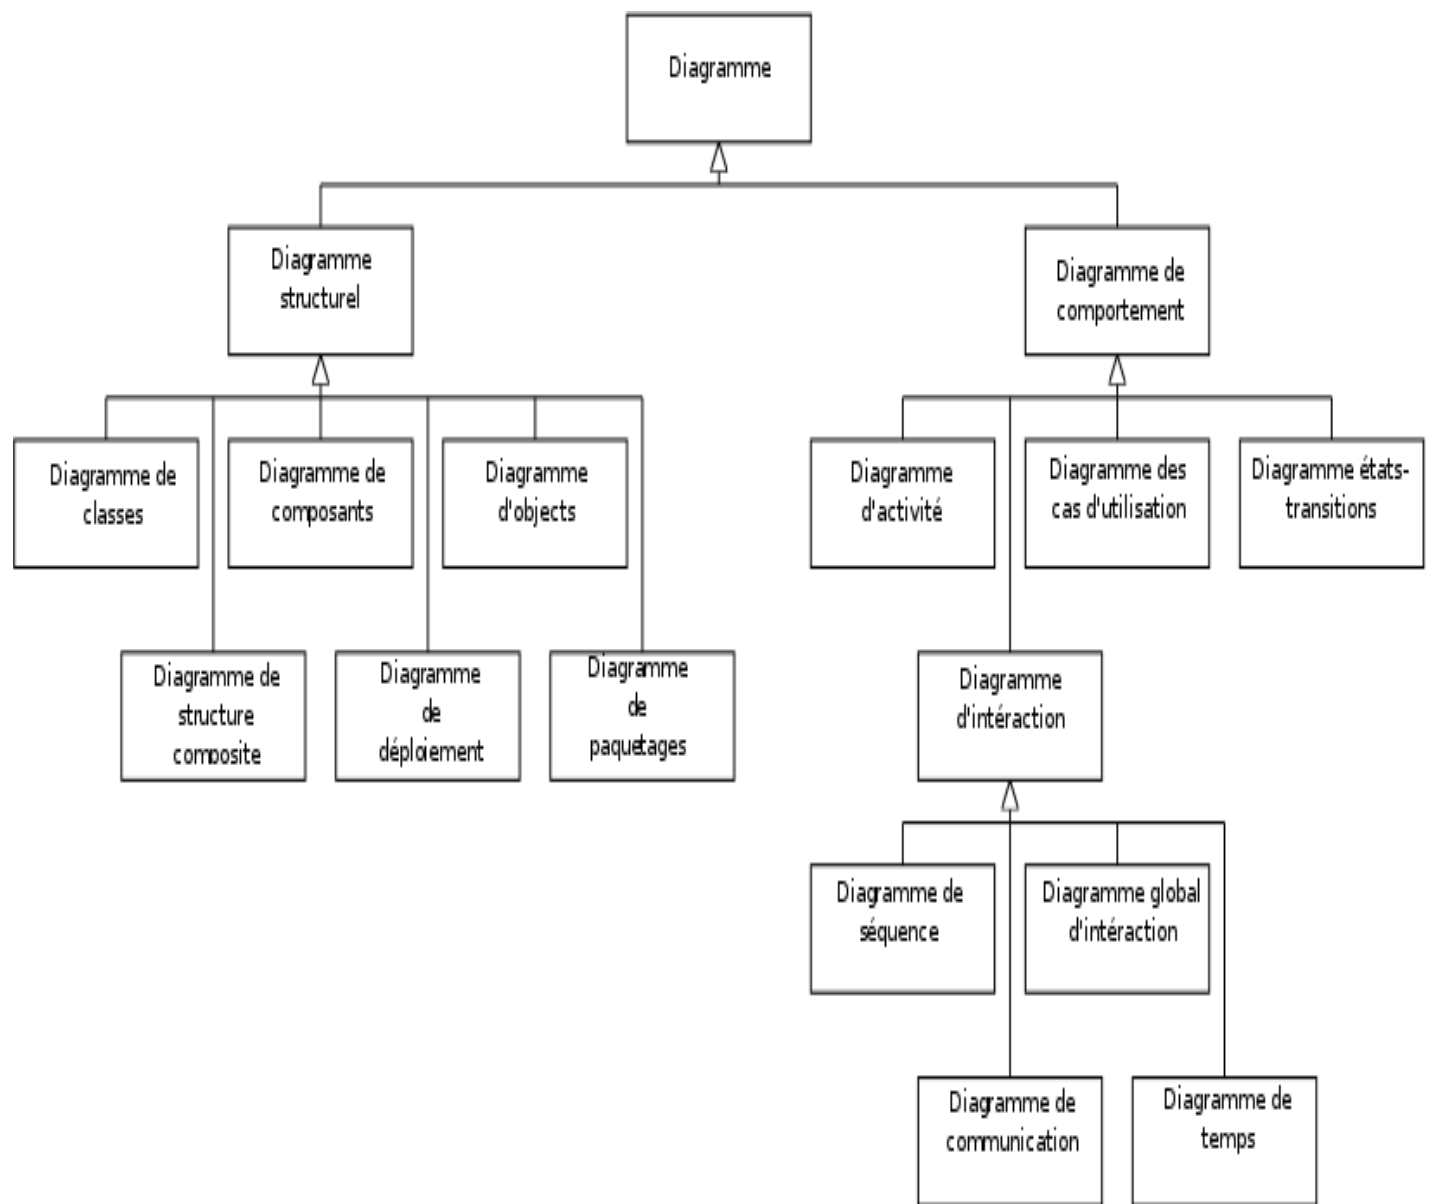 Diagramme
Diagramme
structurel
Diagramme de
comportement
Diagramme de
classes
Diagramme de
composants
Diagramme
d'objects
Diagramme
d'activité
Diagramme des
cas d'utilisation
Diagramme états-
transitions
Diagramme de
structure
composite
Diagramme
de
déploiement
Diagramme
de
paquetages
Diagramme
d'intéraction
Diagramme de
séquence
Diagramme global
d'intéraction
Diagramme de
communication
Diagramme de
temps